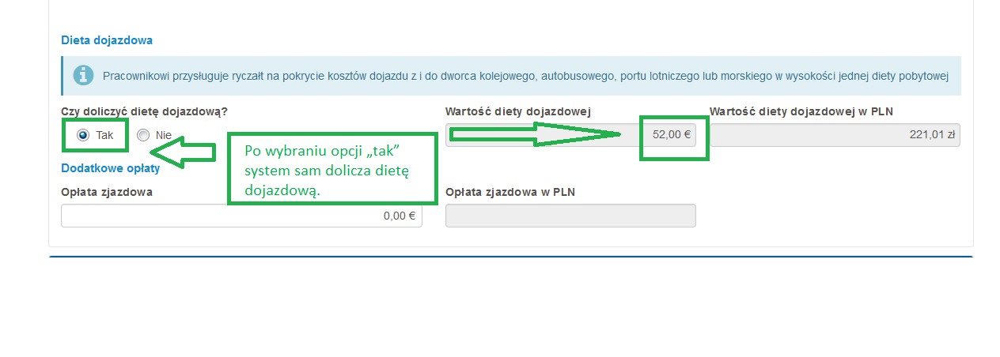 Dieta dojazdowa
Pracownikowi przysługuje ryczałt na pokrycie kosztów dojazdu z i do dworca kolejowego, autobusowego, portu lotniczego lub morskiego w wysokości jednej diety pobytowej
Czy doliczyć dietę dojazdową?
Tak
Nie
Wartość diety dojazdowej
52,00 €
Wartość diety dojazdowej w PLN
221,01 zł
Po wybraniu opcji „tak”
system sam dolicza dietę
dojazdową.
Dodatkowe opłaty
Opłata zjazdowa
0,00 €
Opłata zjazdowa w PLN